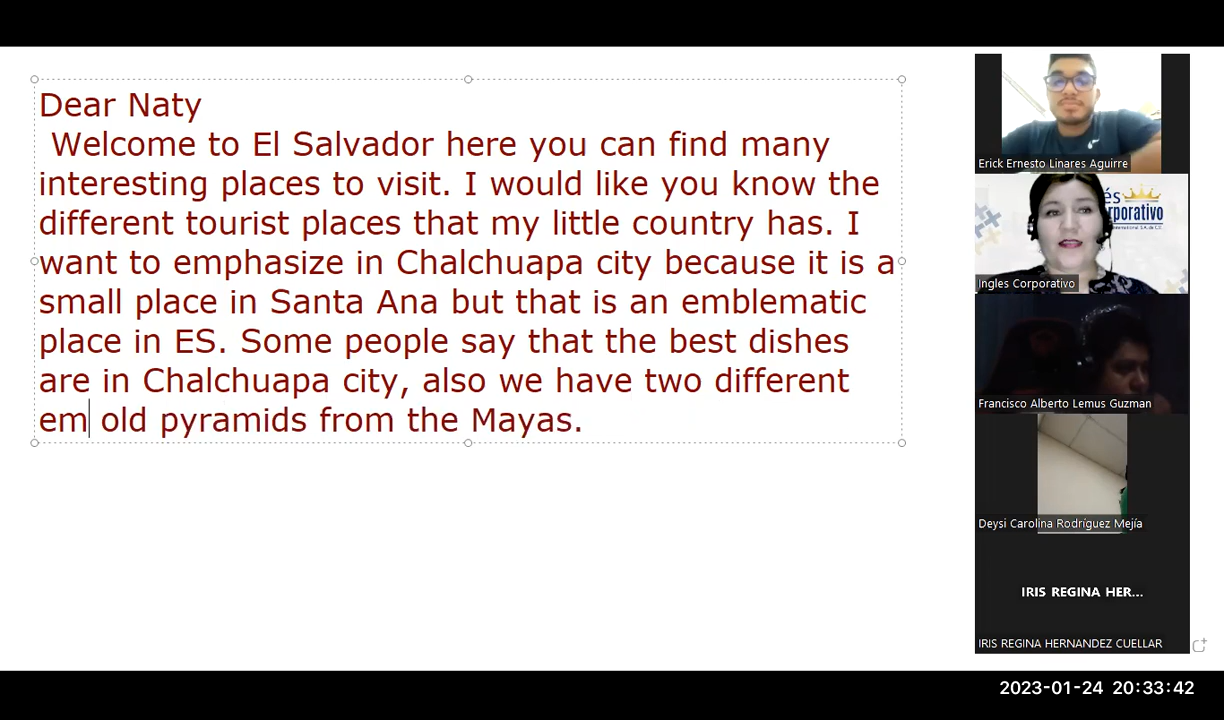 Dear Naty
Welcome to El Salvador here you can find many
interesting places to visit. I would like you know the
different tourist places that my little country has. I
want to emphasize in Chalchuapa city because it is a
small place in Santa Ana but that is an emblematic
place in ES. Some people say that the best dishes
are in Chalchuapa city, also we have two different
em old pyramids from the Mayas.
Erick Ernesto Linares Aguirre
és
rporativo
Ingles Corporativo
Francisco Alberto Lemus Guzman
Deysi Carolina Rodríguez Mejía
IRIS REGINA HER...
IRIS REGINA HERNANDEZ CUELLAR
2023-01-24 20:33:42